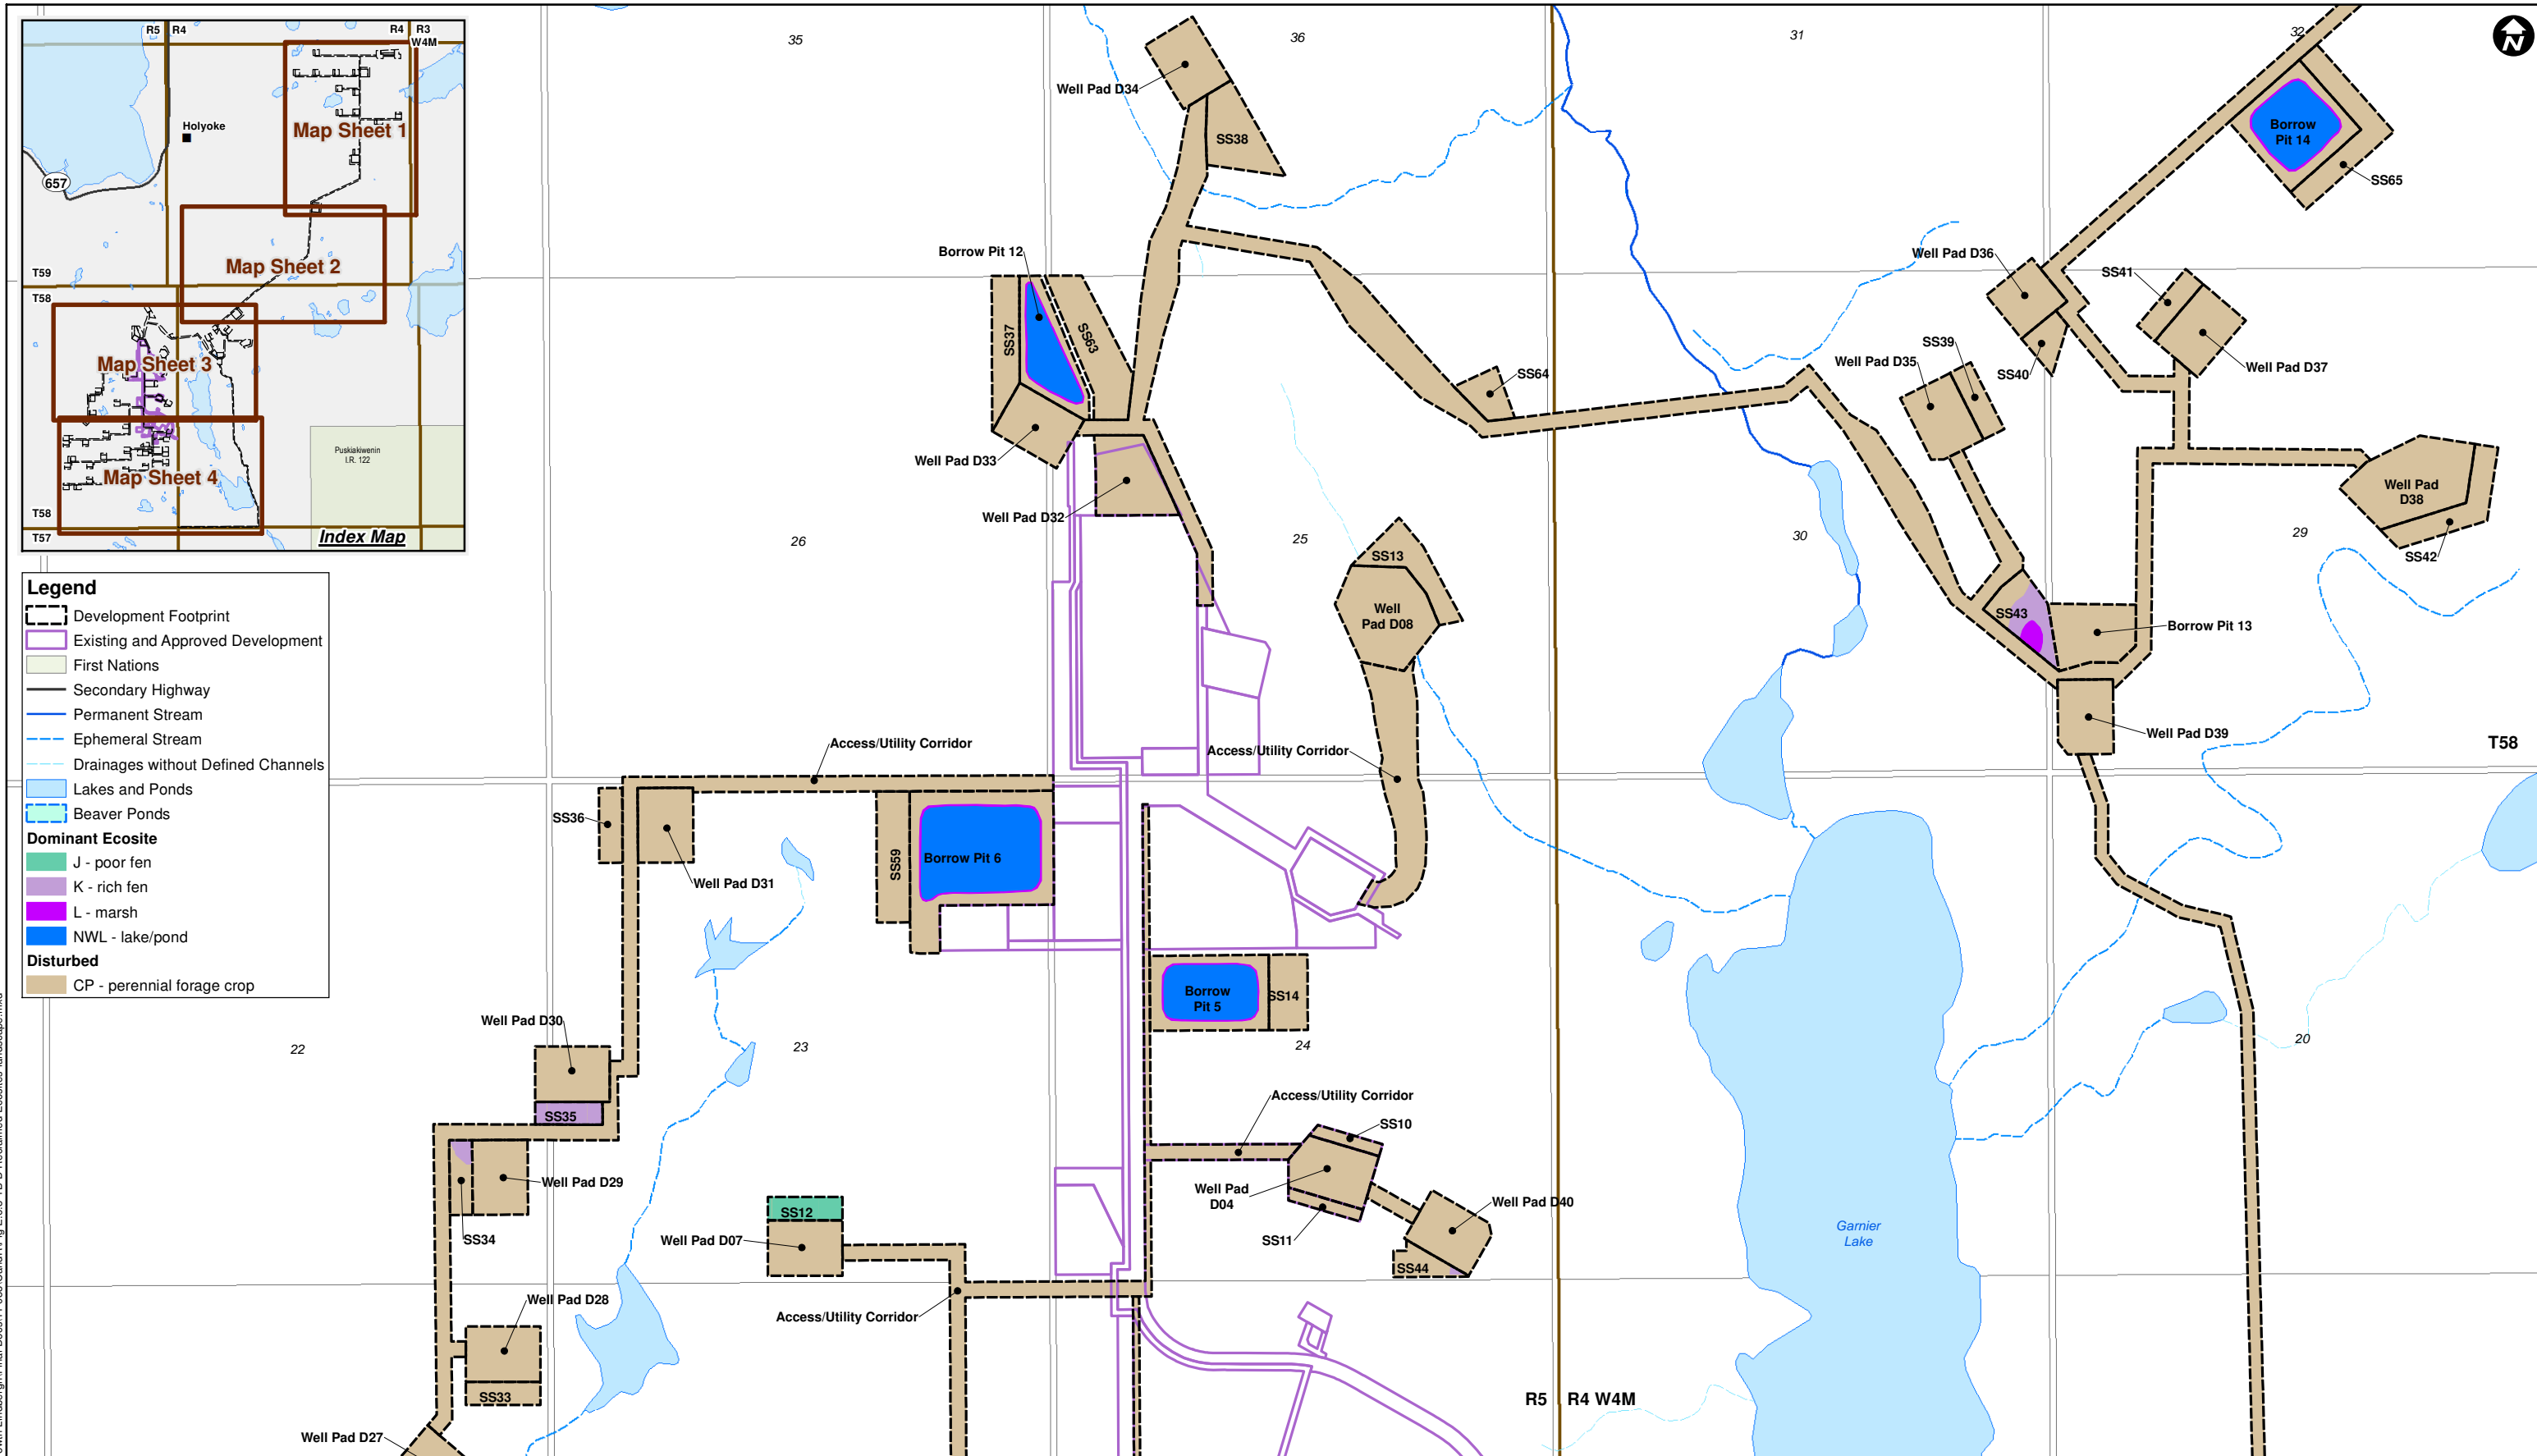 R5
R4
R4
R3
W4M
Holyoke
657
Map Sheet 1
Map Sheet 2
Map Sheet 3
Map Sheet 4
T59
T58
T58
T57
Puskiakiwenin
I.R. 122
Index Map
Legend
Development Footprint
Existing and Approved Development
First Nations
Secondary Highway
Permanent Stream
Ephemeral Stream
Drainages without Defined Channels
Lakes and Ponds
Beaver Ponds
Dominant Ecosite
J - poor fen
K - rich fen
L - marsh
NWL - lake/pond
Disturbed
CP - perennial forage crop
N
35
36
31
32
Well Pad D34
SS38
Borrow
Pit 14
SS65
Borrow Pit 12
SS37
SS63
Well Pad D33
Well Pad D32
SS64
Well Pad D36
SS41
SS40
Well Pad D37
SS39
Well Pad D35
Well Pad
D38
SS42
26
25
30
29
SS13
Well
Pad D08
SS43
Borrow Pit 13
Well Pad D39
T58
Access/Utility Corridor
Access/Utility Corridor
SS36
Well Pad D31
SS59
Borrow Pit 6
Borrow
Pit 5
SS14
22
23
24
20
Well Pad D30
SS35
Well Pad D29
SS34
Access/Utility Corridor
SS10
Well Pad
D04
SS11
Well Pad D40
SS44
SS12
Well Pad D07
Garnier
Lake
Well Pad D28
Access/Utility Corridor
SS33
R5
R4 W4M
Well Pad D27